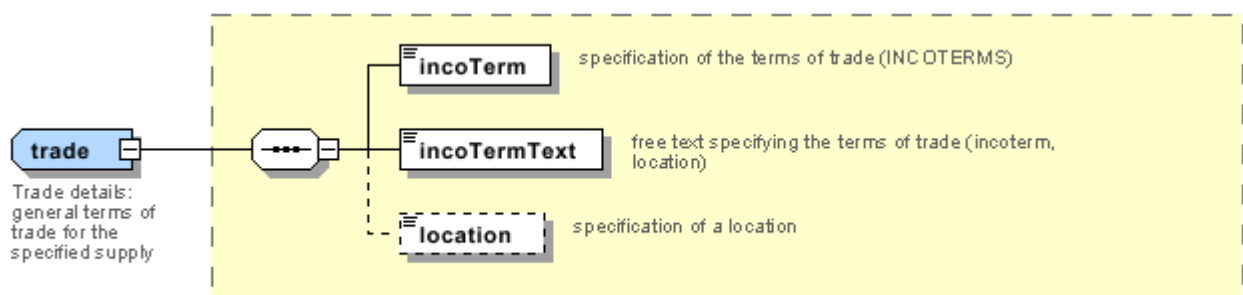 incoTerm
specification of the terms of trade (INCOTERMS)
trade
incoTermText
free text specifying the terms of trade (incoterm,
location)
Trade details:
general terms of
trade for the
specified supply
location
specification of a location